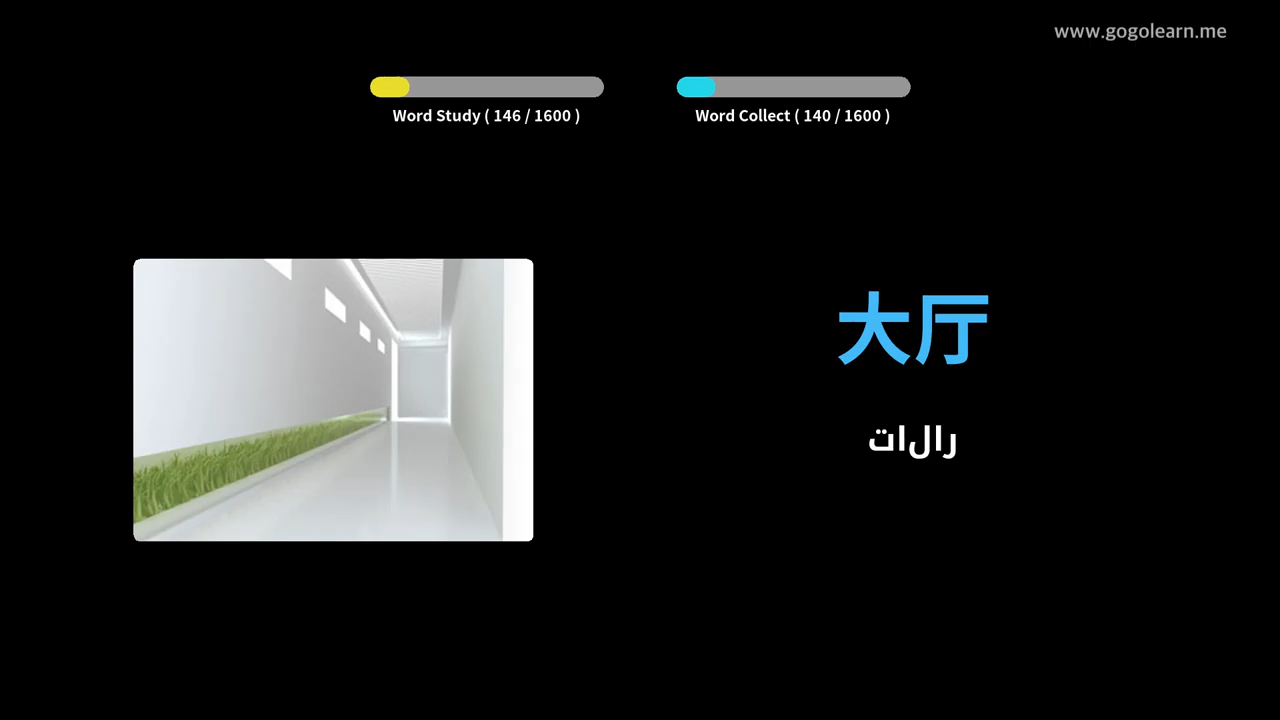 www.gogolearn.me
Word Study ( 146 / 1600 )
Word Collect ( 140 / 1600 )
大厅
رالات